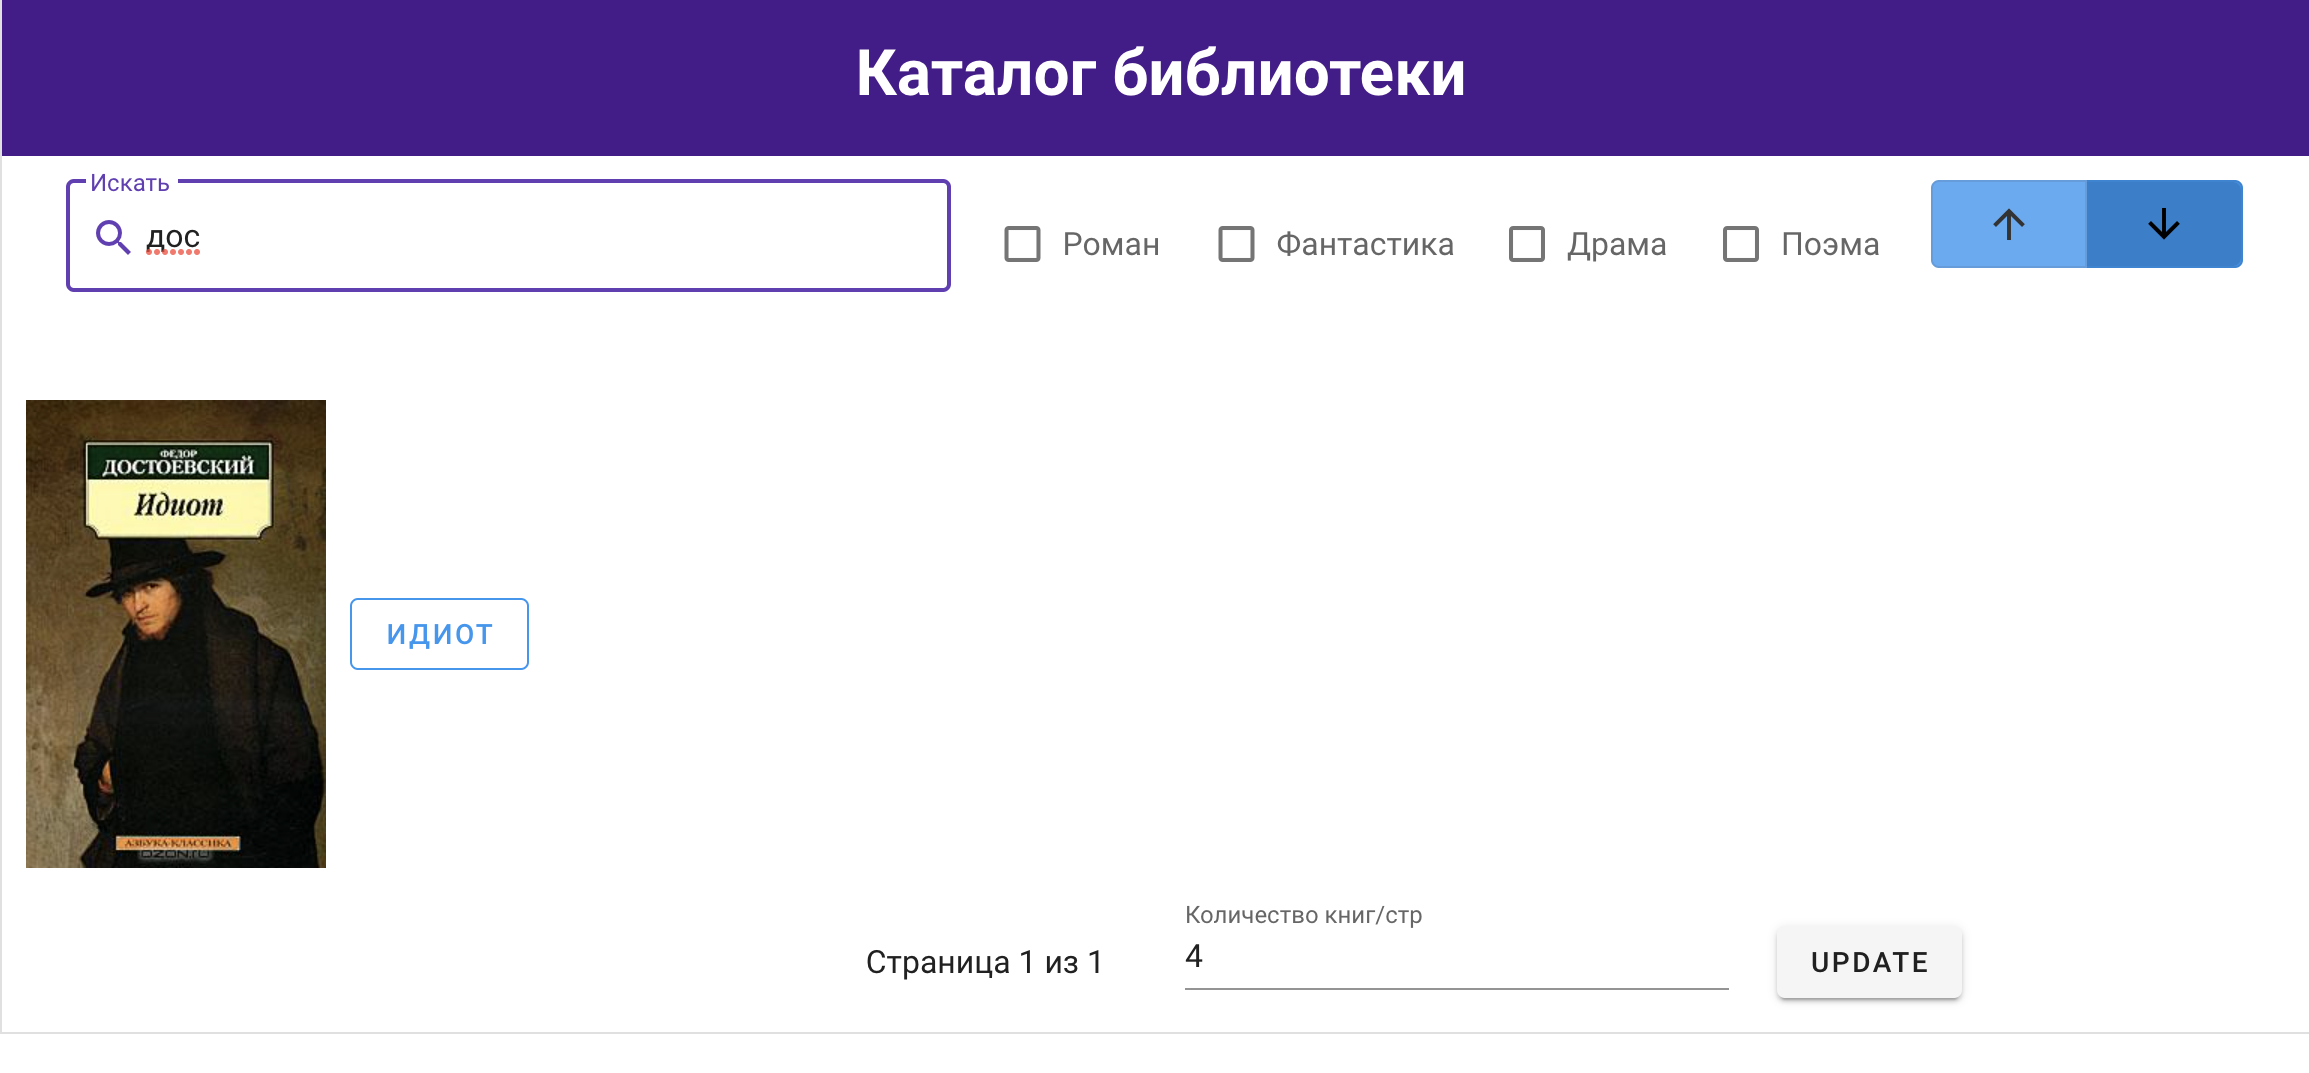 Каталог библиотеки
Искать
дос
Роман
Фантастика
Драма
Поэма
ФЕДОР
ДОСТОЕВСКИЙ
Идиот
ИДИОТ
АЗБУКА-КЛАССИКА
OZON.RU
Количество книг/стр
Страница 1 из 1
4
UPDATE